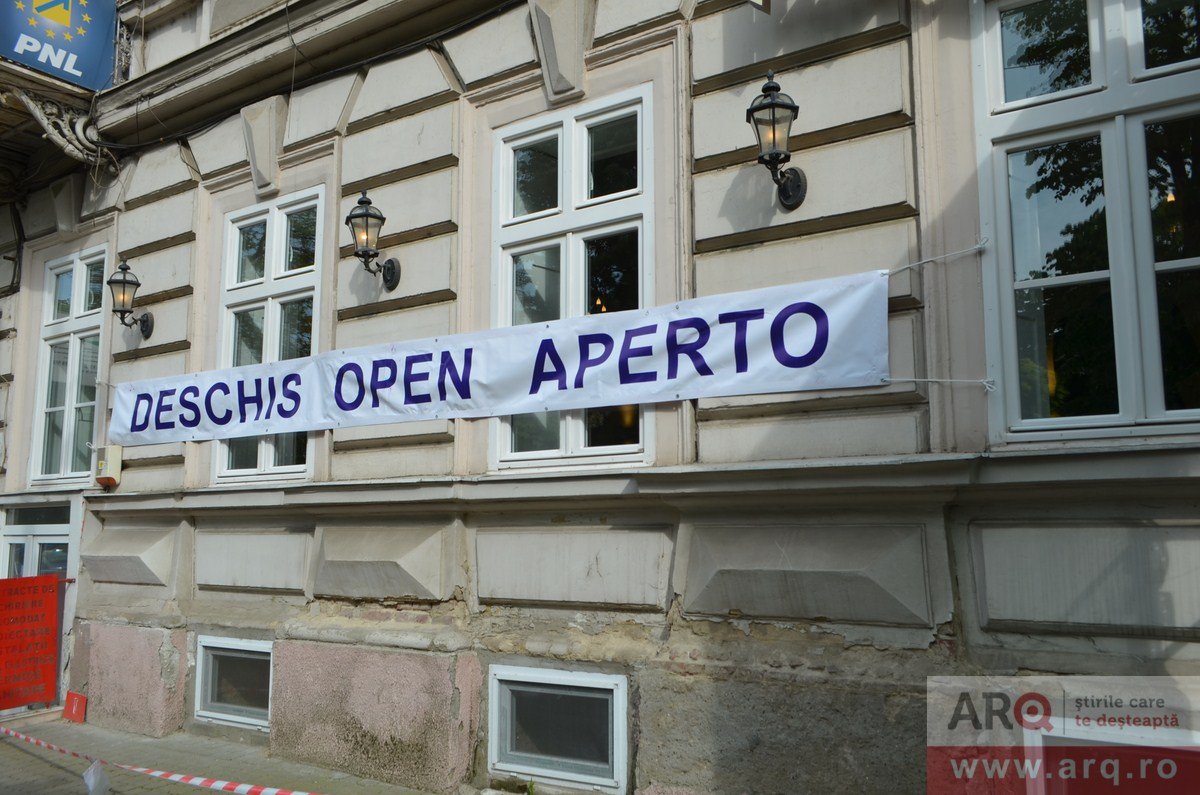 PNL
DESCHIS OPEN APERTO
ARQ știrile care
te deșteaptă
www.arq.ro